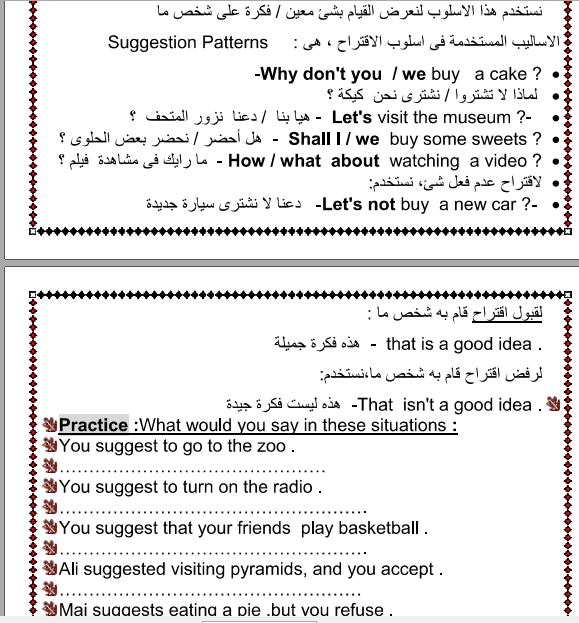 نستخدم هذا الاسلوب لنعرض القيام بشئ معين / فكرة على شخص ما
الاساليب المستخدمة فى اسلوب الاقتراح ، هى : Suggestion Patterns
-Why don't you / we buy a cake ?
لماذا لا تشتروا / نشترى نحن كيكة ؟
Let's visit the museum ?- - هيا بنا / دعنا نزور المتحف ؟
Shall I / we buy some sweets ? - هل أحضر / نحضر بعض الحلوى ؟
How / what about watching a video ? - ما رايك فى مشاهدة فيلم ؟
لاقتراح عدم فعل شئ، نستخدم:
-Let's not buy a new car ?- دعنا لا نشترى سيارة جديدة
لقبول اقتراح قام به شخص ما :
that is a good idea . - هذه فكرة جميلة
لرفض اقتراح قام به شخص ما،نستخدم:
-That isn't a good idea . هذه ليست فكرة جيدة
Practice :What would you say in these situations :
You suggest to go to the zoo .
…………………………………….
You suggest to turn on the radio .
…………………………………………….
You suggest that your friends play basketball .
…………………………………………….
Ali suggested visiting pyramids, and you accept .
……………………………………………
Mai suggests eating a pie .but you refuse .